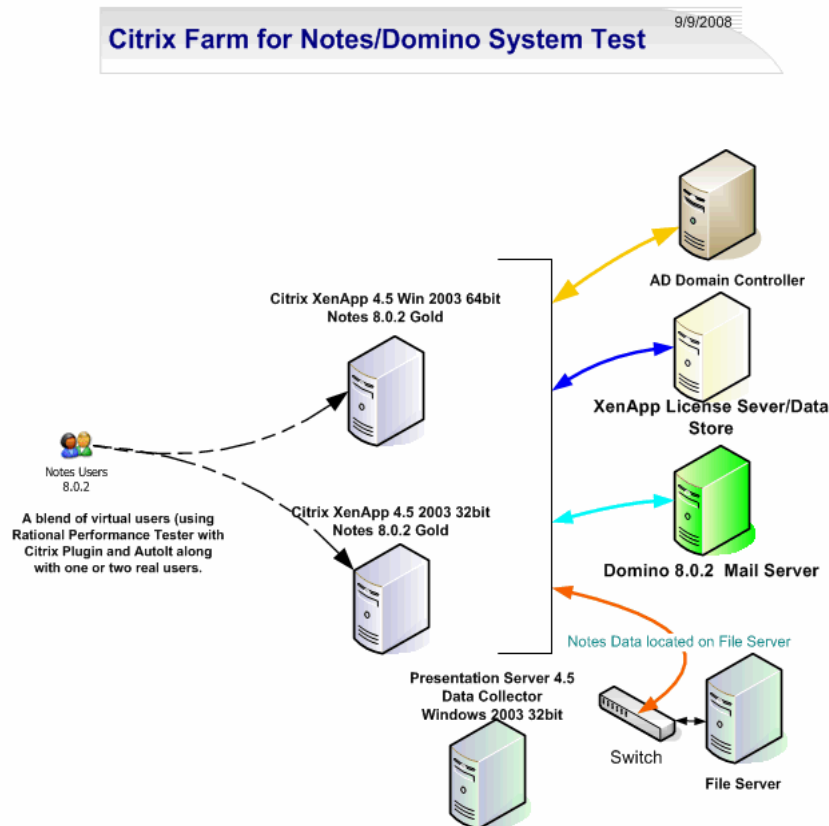 Citrix Farm for Notes/Domino System Test
9/9/2008
AD Domain Controller
Citrix XenApp 4.5 Win 2003 64bit
Notes 8.0.2 Gold
XenApp License Sever/Data
Store
Notes Users
8.0.2
A blend of virtual users (using
Rational Performance Tester with
Citrix Plugin and AutoIt along
with one or two real users.
Citrix XenApp 4.5 2003 32bit
Notes 8.0.2 Gold
Domino 8.0.2 Mail Server
Notes Data located on File Server
Presentation Server 4.5
Data Collector
Windows 2003 32bit
Switch
File Server